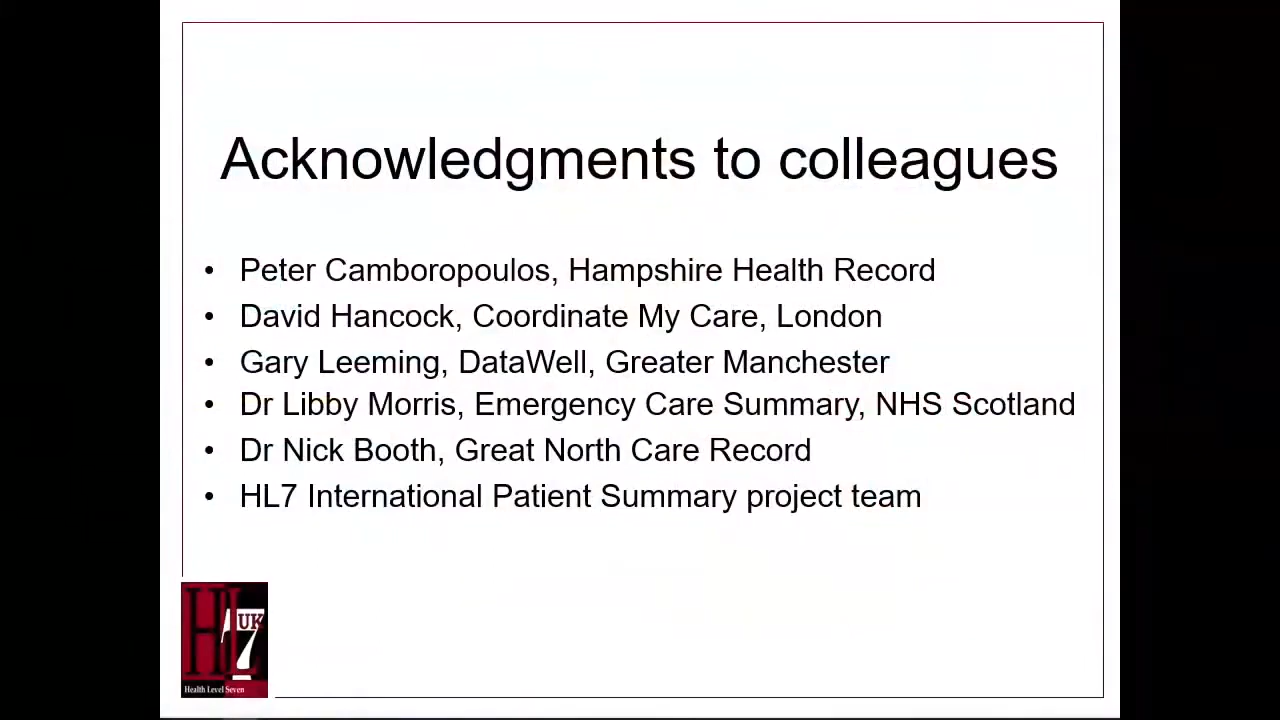 Acknowledgments to colleagues
• Peter Camboropoulos, Hampshire Health Record
• David Hancock, Coordinate My Care, London
• Gary Leeming, DataWell, Greater Manchester
• Dr Libby Morris, Emergency Care Summary, NHS Scotland
• Dr Nick Booth, Great North Care Record
• HL7 International Patient Summary project team
HL7
UK
Health Level Seven